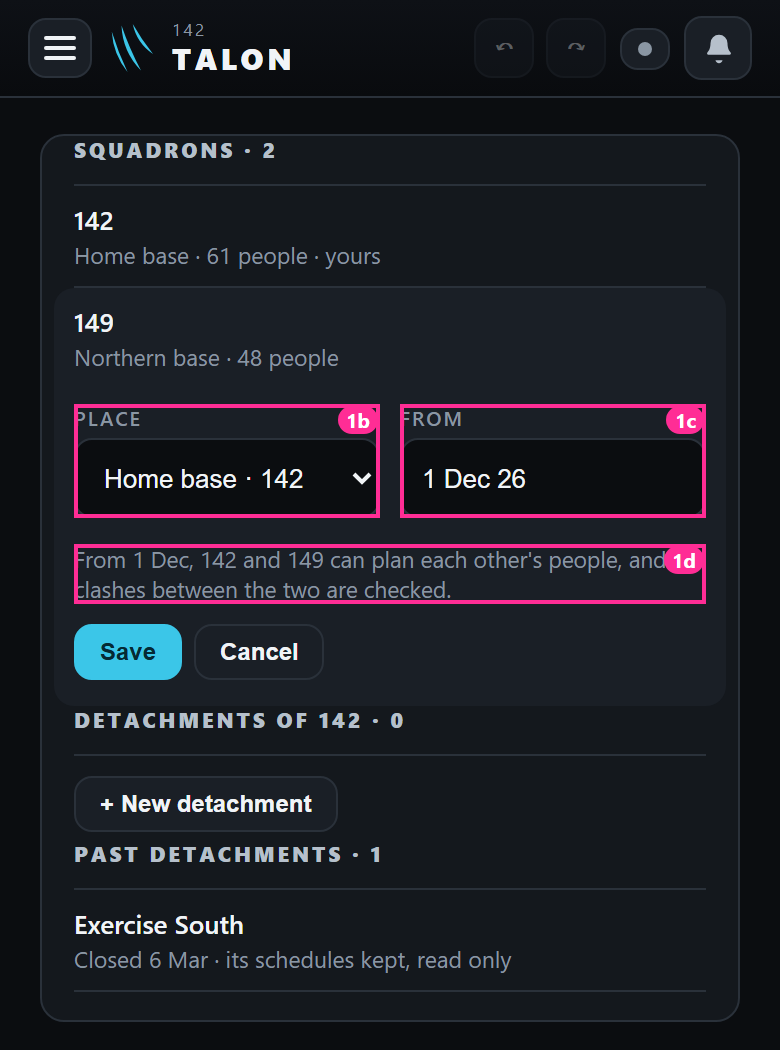 142
TALON
SQUADRONS · 2
142
Home base · 61 people · yours
149
Northern base · 48 people
PLACE 1b
FROM 1c
Home base · 142
1 Dec 26
From 1 Dec, 142 and 149 can plan each other's people, and 1d
clashes between the two are checked.
Save Cancel
DETACHMENTS OF 142 · 0
+ New detachment
PAST DETACHMENTS · 1
Exercise South
Closed 6 Mar · its schedules kept, read only